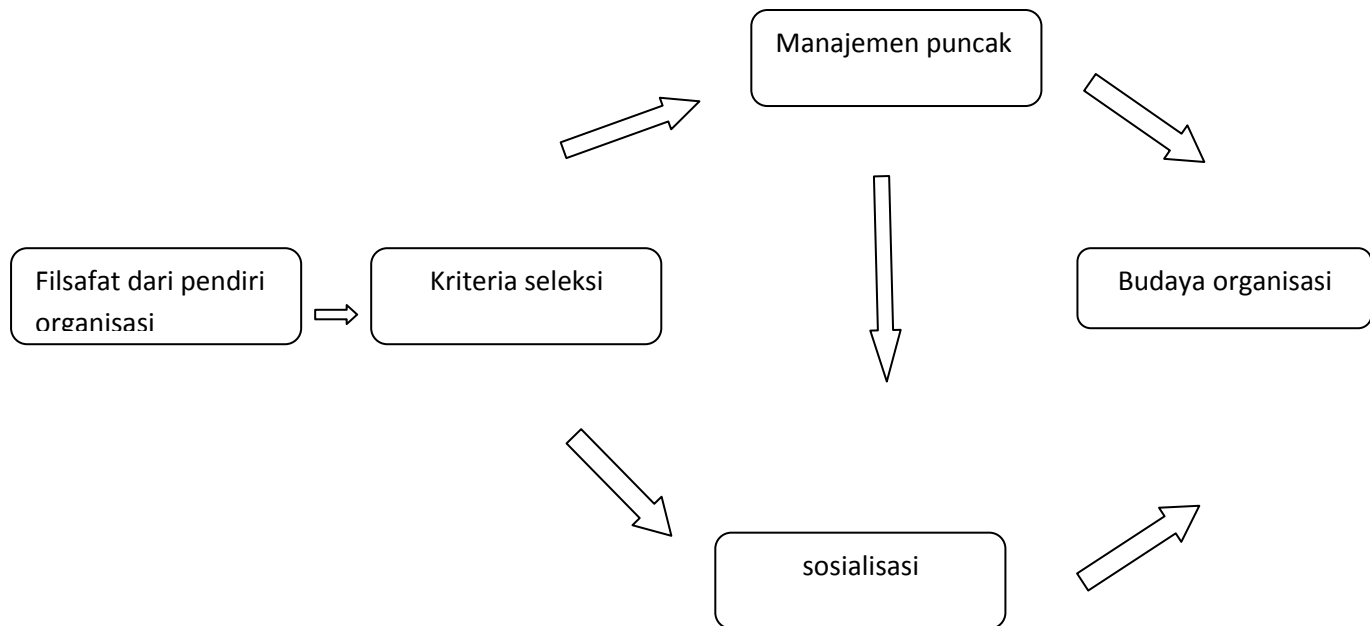 Manajemen puncak
Filsafat dari pendiri
organisasi
Kriteria seleksi
Budaya organisasi
sosialisasi